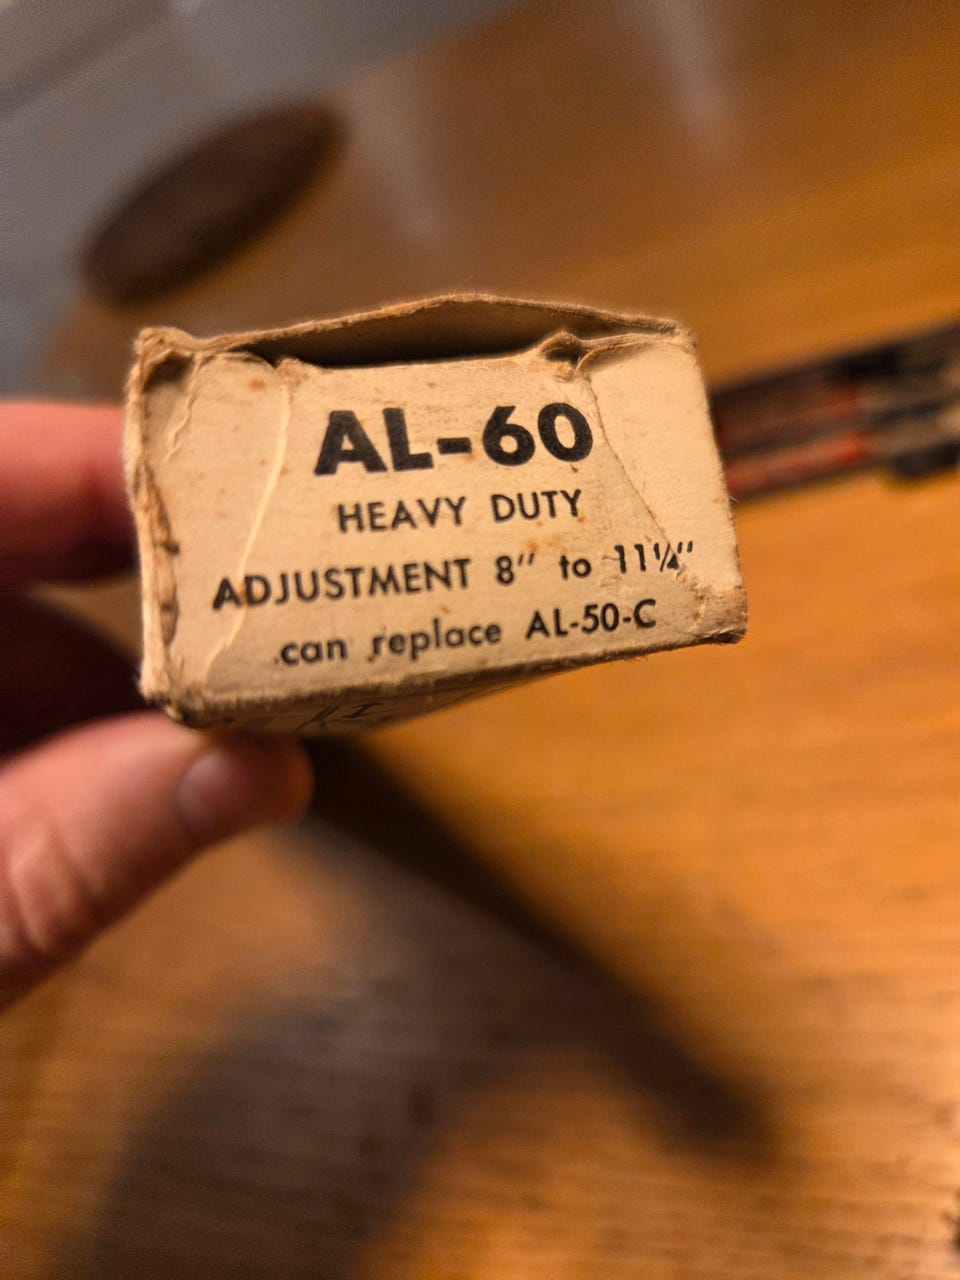 AL-60
HEAVY DUTY
ADJUSTMENT 8" to 11¼"
can replace AL-50-C